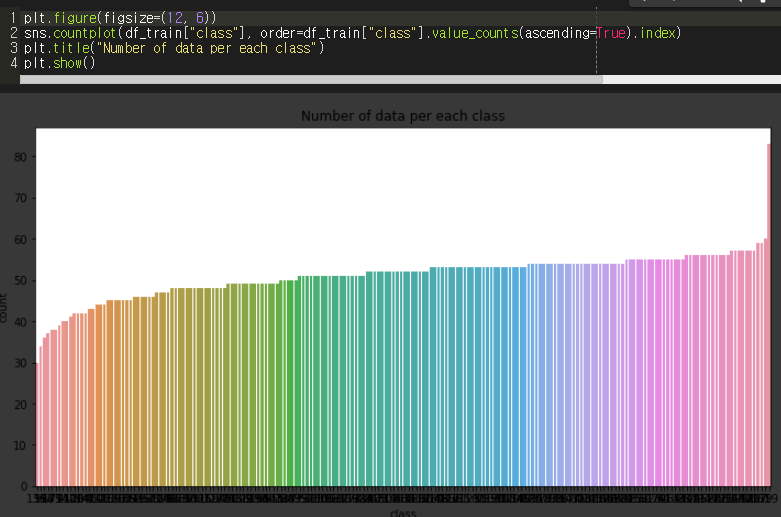 1 plt.figure(figsize=(12, 6))
2 sns.countplot(df_train["class"], order=df_train["class"].value_counts(ascending=True).index)
3 plt.title("Number of data per each class")
4 plt.show()
Number of data per each class
80
70
60
50
40
30
20
10
0
count
class